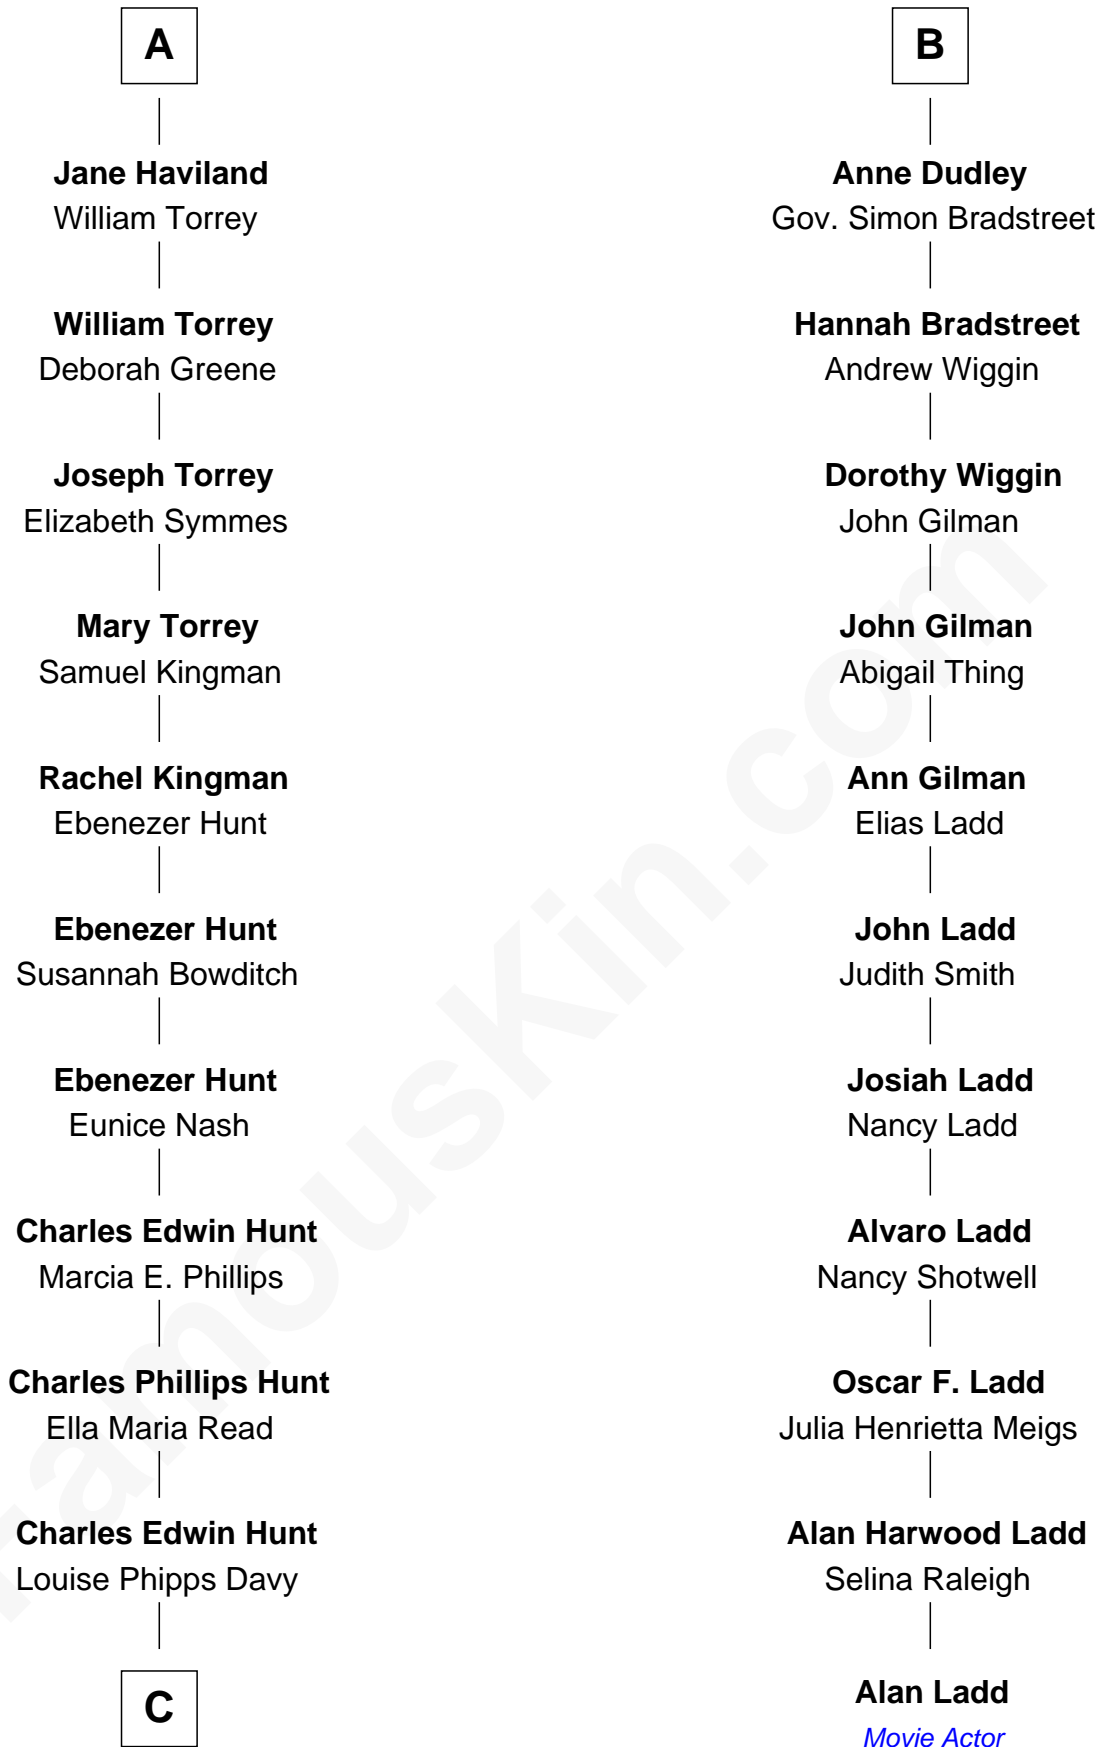 A
Jane Haviland
William Torrey
William Torrey
Deborah Greene
Joseph Torrey
Elizabeth Symmes
Mary Torrey
Samuel Kingman
Rachel Kingman
Ebenezer Hunt
Ebenezer Hunt
Susannah Bowditch
Ebenezer Hunt
Eunice Nash
Charles Edwin Hunt
Marcia E. Phillips
Charles Phillips Hunt
Ella Maria Read
Charles Edwin Hunt
Louise Phipps Davy
C
B
Anne Dudley
Gov. Simon Bradstreet
Hannah Bradstreet
Andrew Wiggin
Dorothy Wiggin
John Gilman
John Gilman
Abigail Thing
Ann Gilman
Elias Ladd
John Ladd
Judith Smith
Josiah Ladd
Nancy Ladd
Alvaro Ladd
Nancy Shotwell
Oscar F. Ladd
Julia Henrietta Meigs
Alan Harwood Ladd
Selina Raleigh
Alan Ladd
Movie Actor
FamousKin.com